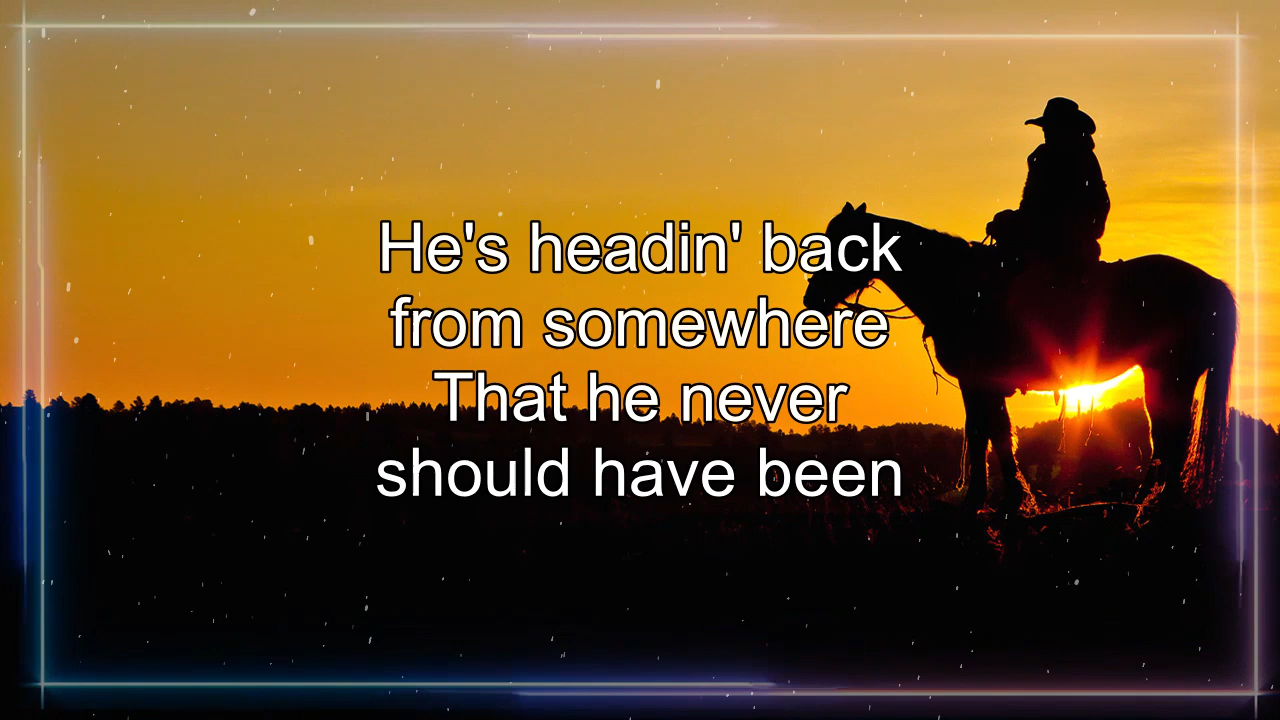 He's headin' back
from somewhere
That he never
should have been